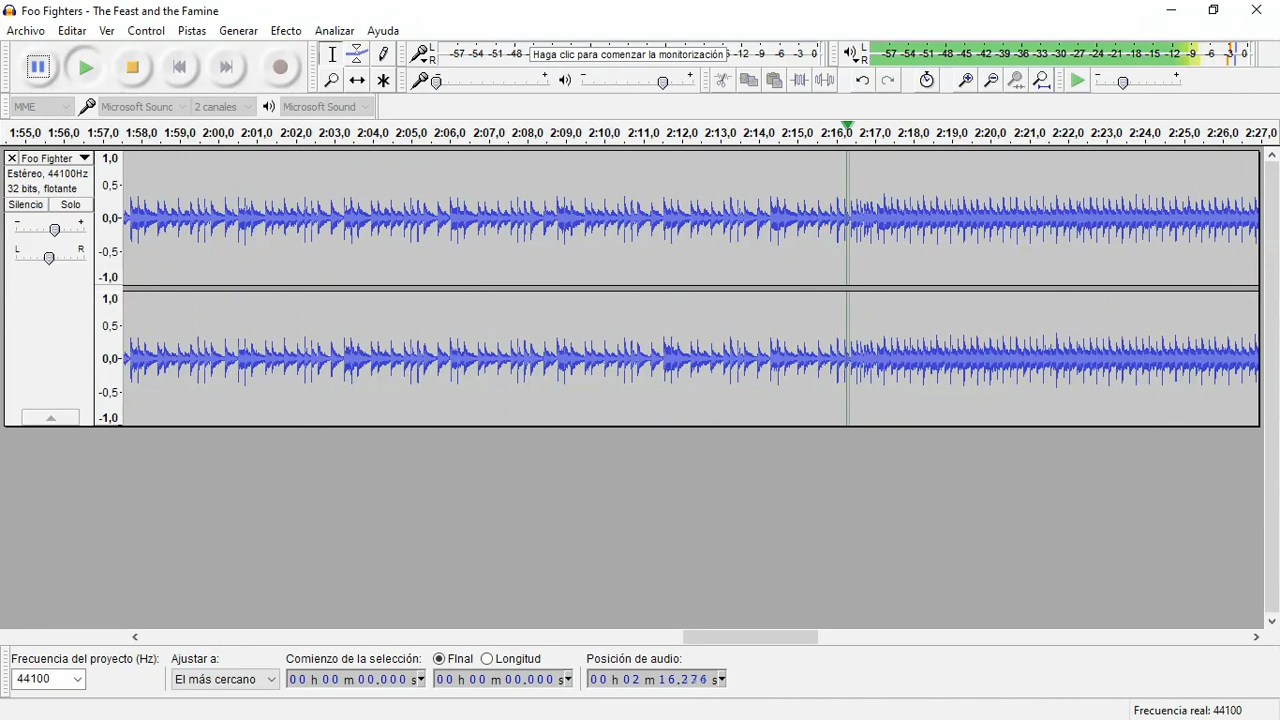 Foo Fighters - The Feast and the Famine
Archivo Editar Ver Control Pistas Generar Efecto Analizar Ayuda
L R -57 -54 -51 -48 Haga clic para comenzar la monitorización -12 -9 -6 -3 0 L R -57 -54 -51 -48 -45 -42 -39 -36 -33 -30 -27 -24 -21 -18 -15 -12 -9 -6 -3 0
- + - + - +
MME Microsoft Sounc 2 canales Microsoft Sound
1:55,0 1:56,0 1:57,0 1:58,0 1:59,0 2:00,0 2:01,0 2:02,0 2:03,0 2:04,0 2:05,0 2:06,0 2:07,0 2:08,0 2:09,0 2:10,0 2:11,0 2:12,0 2:13,0 2:14,0 2:15,0 2:16,0 2:17,0 2:18,0 2:19,0 2:20,0 2:21,0 2:22,0 2:23,0 2:24,0 2:25,0 2:26,0 2:27,0
Foo Fighter
Estéreo, 44100Hz
32 bits, flotante
Silencio Solo
- +
L R
1,0
0,5
0,0
-0,5
-1,0
1,0
0,5
0,0
-0,5
-1,0
Frecuencia del proyecto (Hz): Ajustar a: Comienzo de la selección: FInal Longitud Posición de audio:
44100 El más cercano 00 h 00 m 00.000 s 00 h 00 m 00.000 s 00 h 02 m 16.276 s
Frecuencia real: 44100